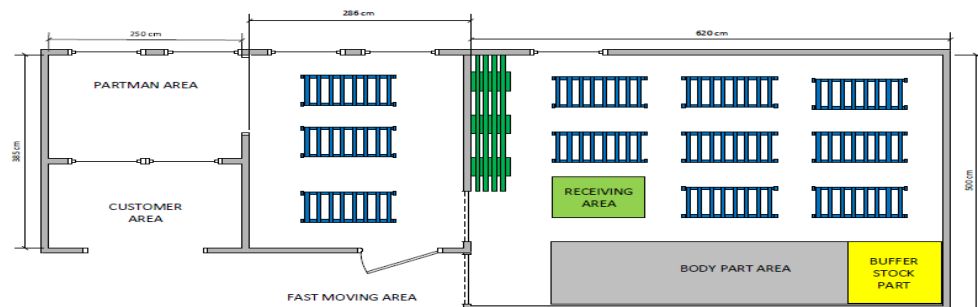 286 cm
250 cm
620 cm
PARTMAN AREA
385 cm
500 cm
RECEIVING
AREA
CUSTOMER
AREA
BODY PART AREA
BUFFER
STOCK
PART
FAST MOVING AREA